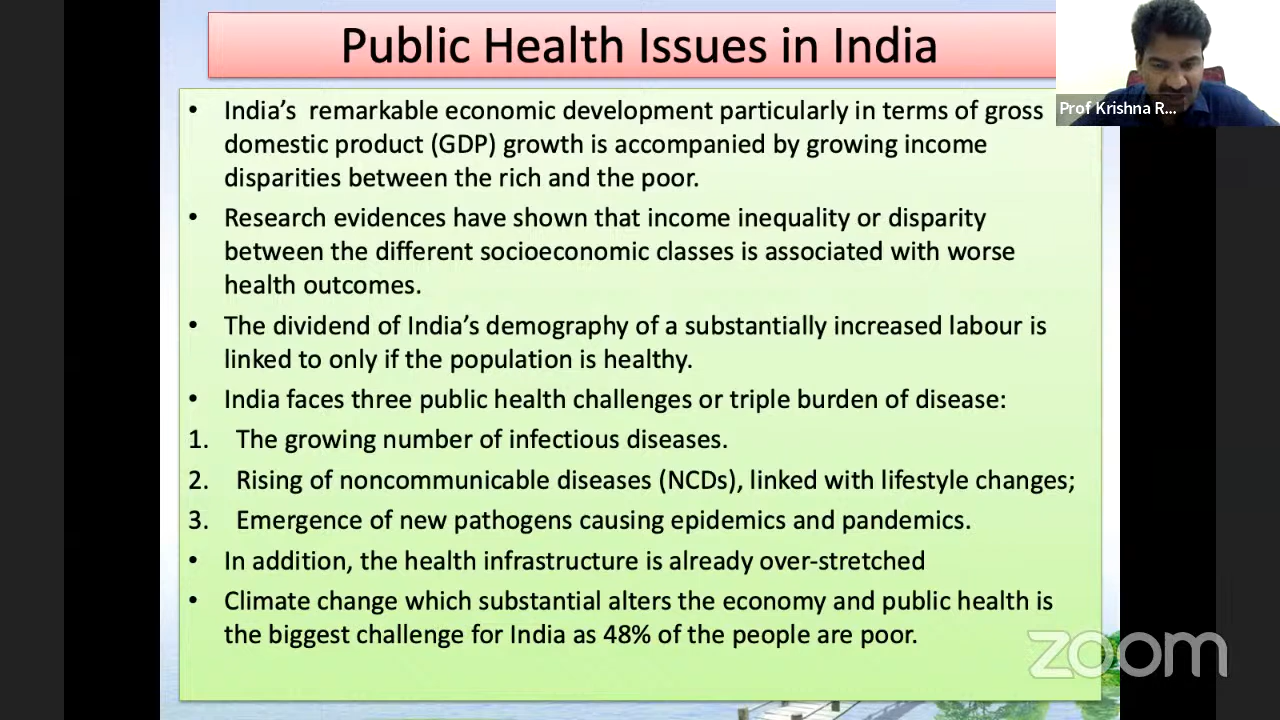 Public Health Issues in India
Prof Krishna R...
• India’s remarkable economic development particularly in terms of gross
domestic product (GDP) growth is accompanied by growing income
disparities between the rich and the poor.
• Research evidences have shown that income inequality or disparity
between the different socioeconomic classes is associated with worse
health outcomes.
• The dividend of India’s demography of a substantially increased labour is
linked to only if the population is healthy.
• India faces three public health challenges or triple burden of disease:
1. The growing number of infectious diseases.
2. Rising of noncommunicable diseases (NCDs), linked with lifestyle changes;
3. Emergence of new pathogens causing epidemics and pandemics.
• In addition, the health infrastructure is already over-stretched
• Climate change which substantial alters the economy and public health is
the biggest challenge for India as 48% of the people are poor.
zoom